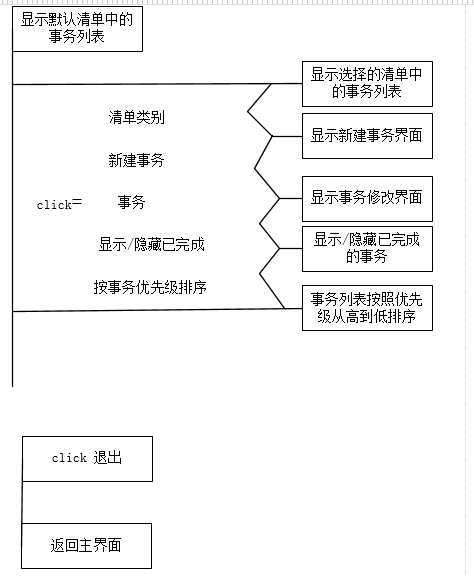 显示默认清单中的
事务列表
显示选择的清单中
的事务列表
清单类别
显示新建事务界面
新建事务
click=
事务
显示事务修改界面
显示/隐藏已完成
显示/隐藏已完成
的事务
按事务优先级排序
事务列表按照优先
级从高到低排序
click 退出
返回主界面